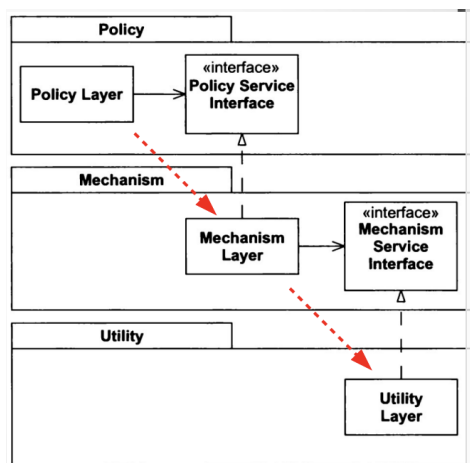 Policy
Policy Layer
«interface»
Policy Service
Interface
Mechanism
Mechanism
Layer
«interface»
Mechanism
Service
Interface
Utility
Utility
Layer